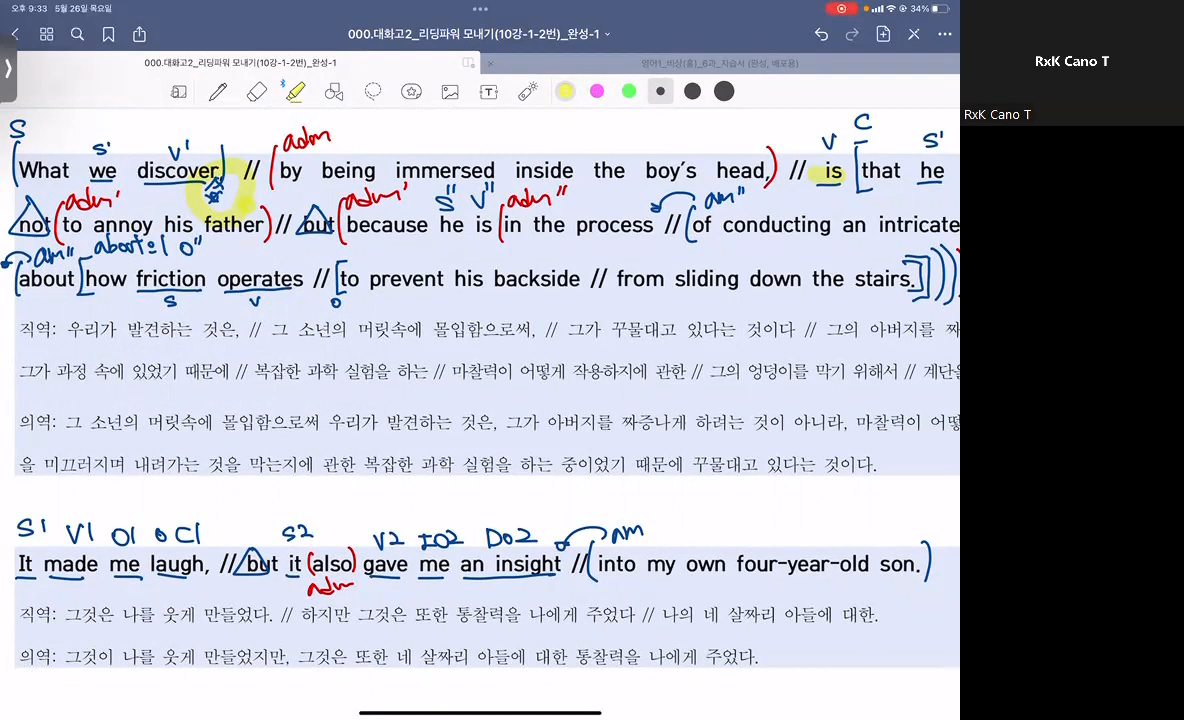 오후 9:33 5월 26일 목요일
34%
000.대화고2_리딩파워 모내기(10강-1-2번)_완성-1
RxK Cano T
000.대화고2_리딩파워 모내기(10강-1-2번)_완성-1
영어1_비상(홍)_6과_자습서 (완성, 배포용)
RxK Cano T
S S' V' adm V C S'
What we discover // by being immersed inside the boy's head, // is that he
adm' adm' S" V" adm" am"
not to annoy his father // but because he is in the process // of conducting an intricate
am" about의 O"
about how friction operates // to prevent his backside // from sliding down the stairs.
S V O
직역: 우리가 발견하는 것은, // 그 소년의 머릿속에 몰입함으로써, // 그가 꾸물대고 있다는 것이다 // 그의 아버지를 짜
그가 과정 속에 있었기 때문에 // 복잡한 과학 실험을 하는 // 마찰력이 어떻게 작용하지에 관한 // 그의 엉덩이를 막기 위해서 // 계단을
의역: 그 소년의 머릿속에 몰입함으로써 우리가 발견하는 것은, 그가 아버지를 짜증나게 하려는 것이 아니라, 마찰력이 어떻
을 미끄러지며 내려가는 것을 막는지에 관한 복잡한 과학 실험을 하는 중이었기 때문에 꾸물대고 있다는 것이다.
S1 V1 O1 OC1 S2 V2 IO2 DO2 am
It made me laugh, // but it (also) gave me an insight // (into my own four-year-old son.)
adm
직역: 그것은 나를 웃게 만들었다. // 하지만 그것은 또한 통찰력을 나에게 주었다 // 나의 네 살짜리 아들에 대한.
의역: 그것이 나를 웃게 만들었지만, 그것은 또한 네 살짜리 아들에 대한 통찰력을 나에게 주었다.